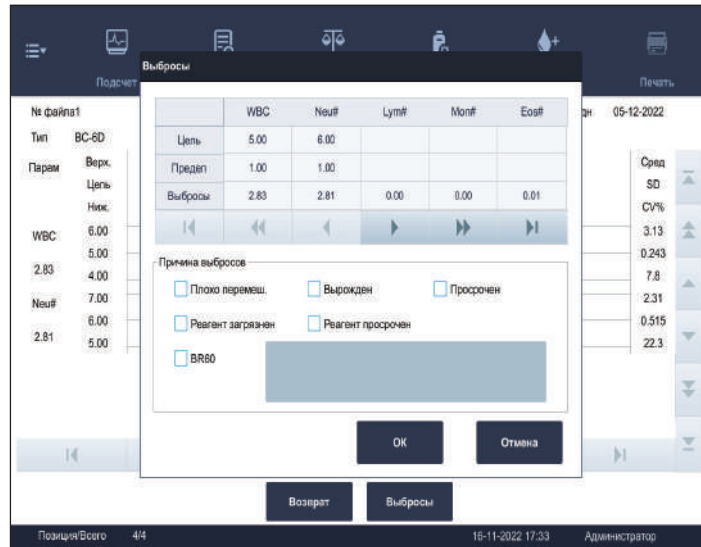 Подсчет
Печать
Выбросы
№ файла1
дн 05-12-2022
Тип BC-6D
Парам Верх. Цель Ниж.
Сред SD CV%
WBC Neu# Lym# Mon# Eos#
Цель 5.00 6.00
Предел 1.00 1.00
Выбросы 2.83 2.81 0.00 0.00 0.01
WBC 6.00 5.00 4.00
2.83
3.13 0.243 7.8
Neu# 7.00 6.00 5.00
2.81
2.31 0.515 22.3
Причина выбросов
Плохо перемеш. Вырожден Просрочен
Реагент загрязнен Реагент просрочен
BR60
ОК Отмена
Возврат Выбросы
Позиция/Всего 4/4 16-11-2022 17:33 Администратор